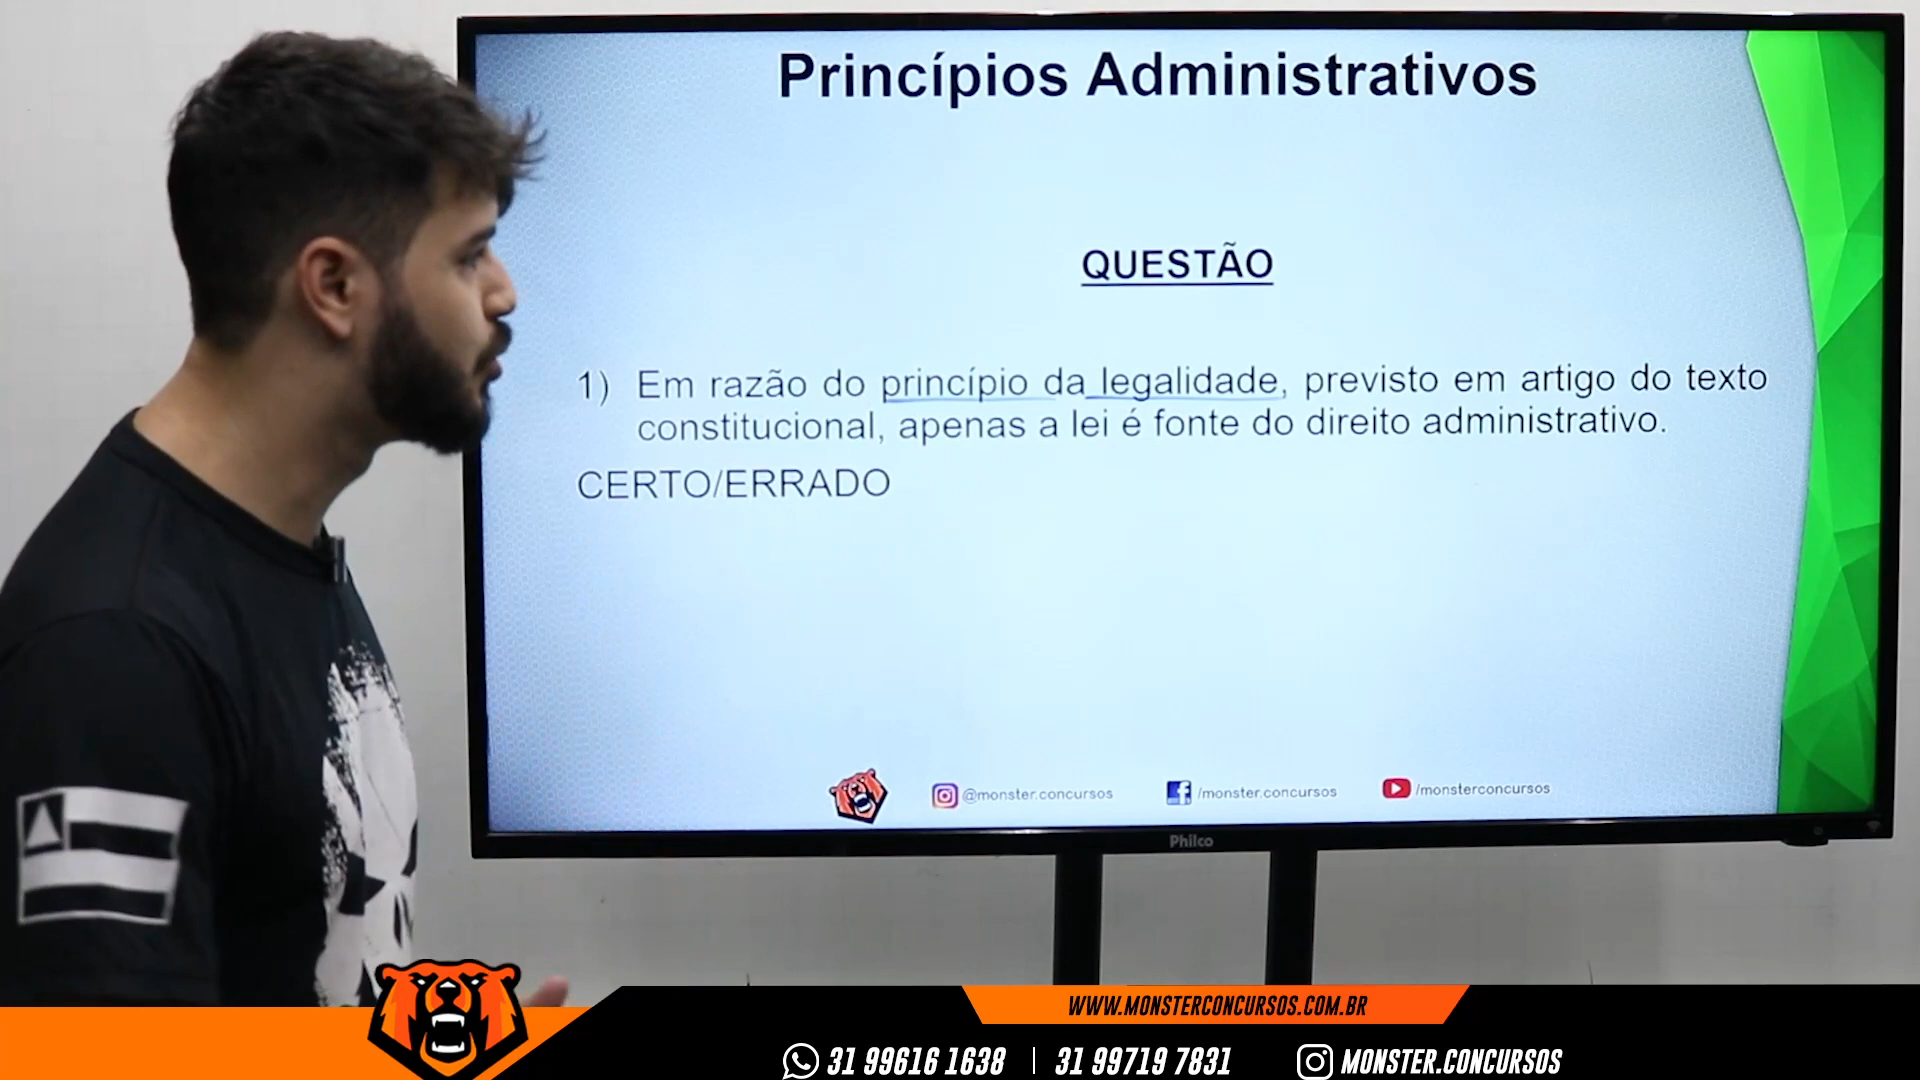 Princípios Administrativos
QUESTÃO
1) Em razão do princípio da legalidade, previsto em artigo do texto
constitucional, apenas a lei é fonte do direito administrativo.
CERTO/ERRADO
@monster.concursos /monster.concursos /monsterconcursos
Philco
WWW.MONSTERCONCURSOS.COM.BR
31 99616 1638 | 31 99719 7831 MONSTER.CONCURSOS